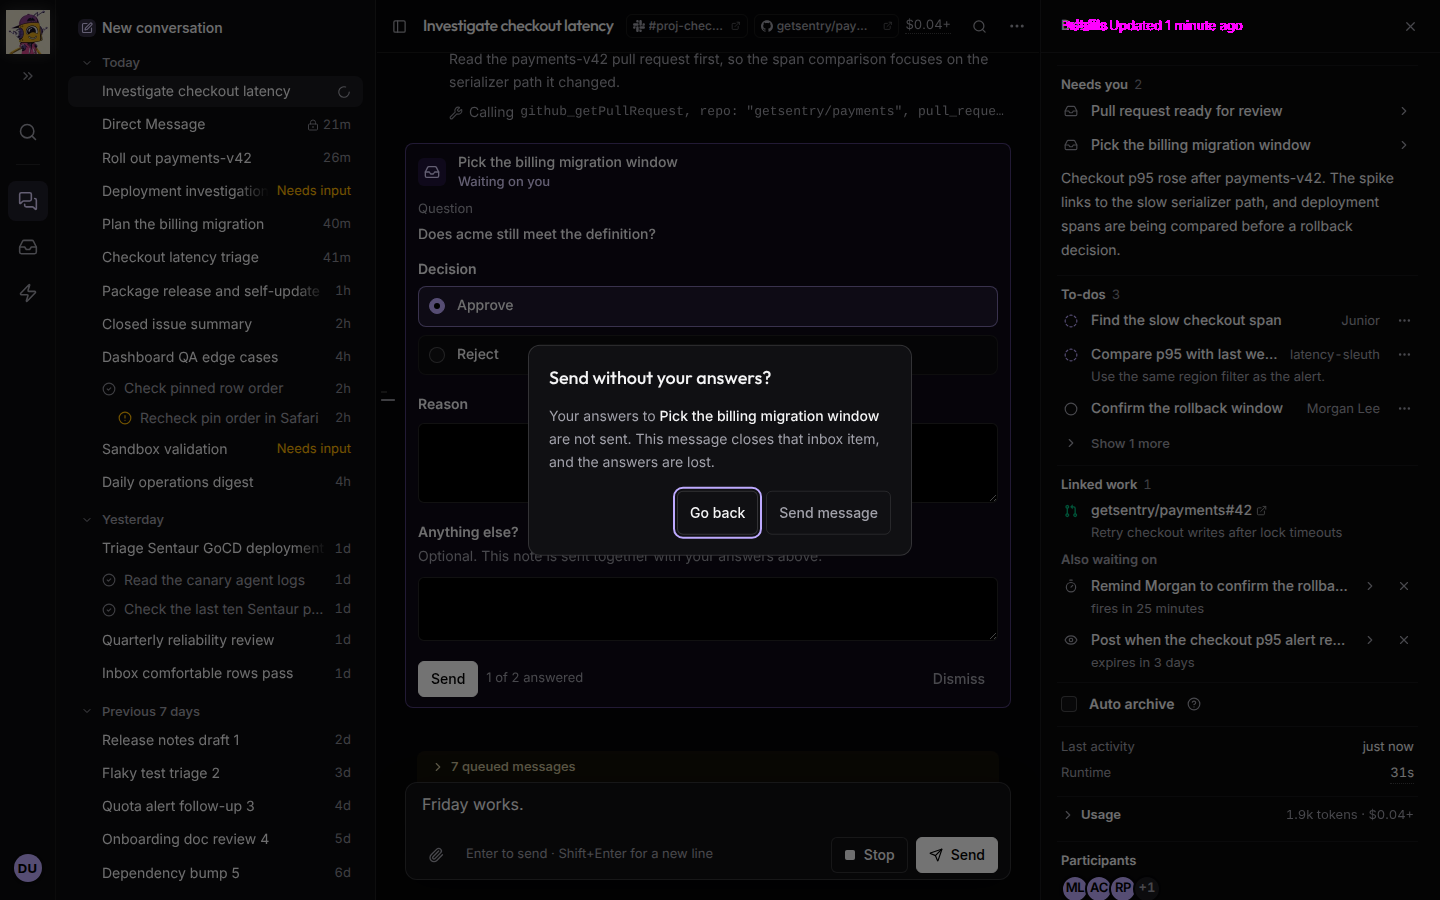 New conversation
Today
Investigate checkout latency
Direct Message 21m
Roll out payments-v42 26m
Deployment investigation Needs input
Plan the billing migration 40m
Checkout latency triage 41m
Package release and self-update 1h
Closed issue summary 2h
Dashboard QA edge cases 4h
Check pinned row order 2h
Recheck pin order in Safari 2h
Sandbox validation Needs input
Daily operations digest 4h
Yesterday
Triage Sentaur GoCD deployment 1d
Read the canary agent logs 1d
Check the last ten Sentaur p... 1d
Quarterly reliability review 1d
Inbox comfortable rows pass 1d
Previous 7 days
Release notes draft 1 2d
Flaky test triage 2 3d
Quota alert follow-up 3 4d
Onboarding doc review 4 5d
Dependency bump 5 6d
DU
Investigate checkout latency #proj-chec... getsentry/pay... $0.04+
Read the payments-v42 pull request first, so the span comparison focuses on the
serializer path it changed.
Calling github_getPullRequest, repo: "getsentry/payments", pull_reque...
Pick the billing migration window
Waiting on you
Question
Does acme still meet the definition?
Decision
Approve
Reject
Reason
Anything else?
Optional. This note is sent together with your answers above.
Send 1 of 2 answered Dismiss
Send without your answers?
Your answers to Pick the billing migration window
are not sent. This message closes that inbox item,
and the answers are lost.
Go back Send message
7 queued messages
Friday works.
Enter to send · Shift+Enter for a new line Stop Send
Updated 1 minute ago
Needs you 2
Pull request ready for review
Pick the billing migration window
Checkout p95 rose after payments-v42. The spike
links to the slow serializer path, and deployment
spans are being compared before a rollback
decision.
To-dos 3
Find the slow checkout span Junior
Compare p95 with last we... latency-sleuth
Use the same region filter as the alert.
Confirm the rollback window Morgan Lee
Show 1 more
Linked work 1
getsentry/payments#42
Retry checkout writes after lock timeouts
Also waiting on
Remind Morgan to confirm the rollba...
fires in 25 minutes
Post when the checkout p95 alert re...
expires in 3 days
Auto archive
Last activity just now
Runtime 31s
Usage 1.9k tokens · $0.04+
Participants
ML AC RP +1